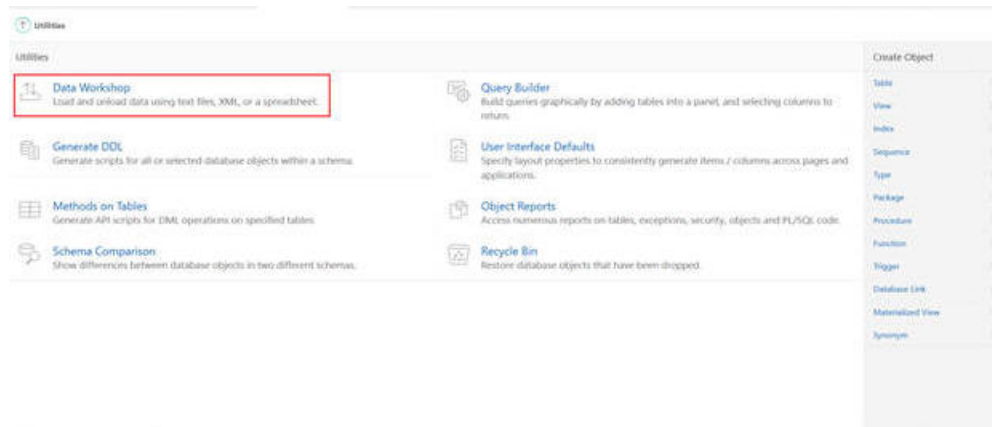 Utilities
Utilities
Data Workshop
Load and unload data using text files, XML, or a spreadsheet.
Generate DDL
Generate scripts for all or selected database objects within a schema.
Methods on Tables
Generate API scripts for DML operations on specified tables.
Schema Comparison
Show differences between database objects in two different schemas.
Query Builder
Build queries graphically by adding tables into a panel, and selecting columns to
return.
User Interface Defaults
Specify layout properties to consistently generate items / columns across pages and
applications.
Object Reports
Access numerous reports on tables, exceptions, security, objects and PL/SQL code.
Recycle Bin
Restore database objects that have been dropped.
Create Object
Table
View
Index
Sequence
Type
Package
Procedure
Function
Trigger
Database Link
Materialized View
Synonym